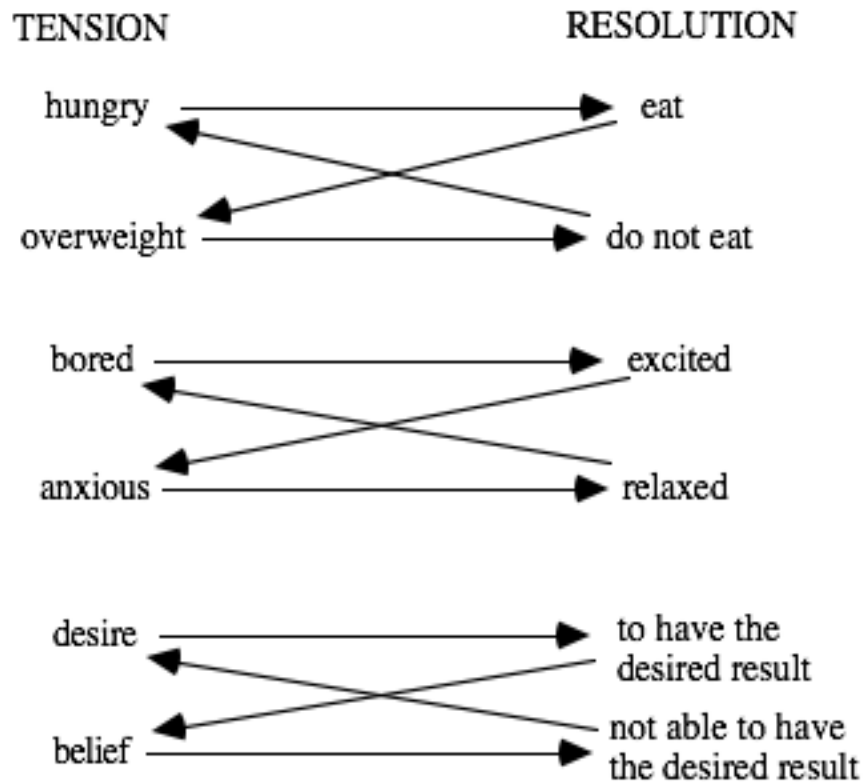 TENSION RESOLUTION
hungry eat
overweight do not eat
bored excited
anxious relaxed
desire to have the
desired result
belief not able to have
the desired result